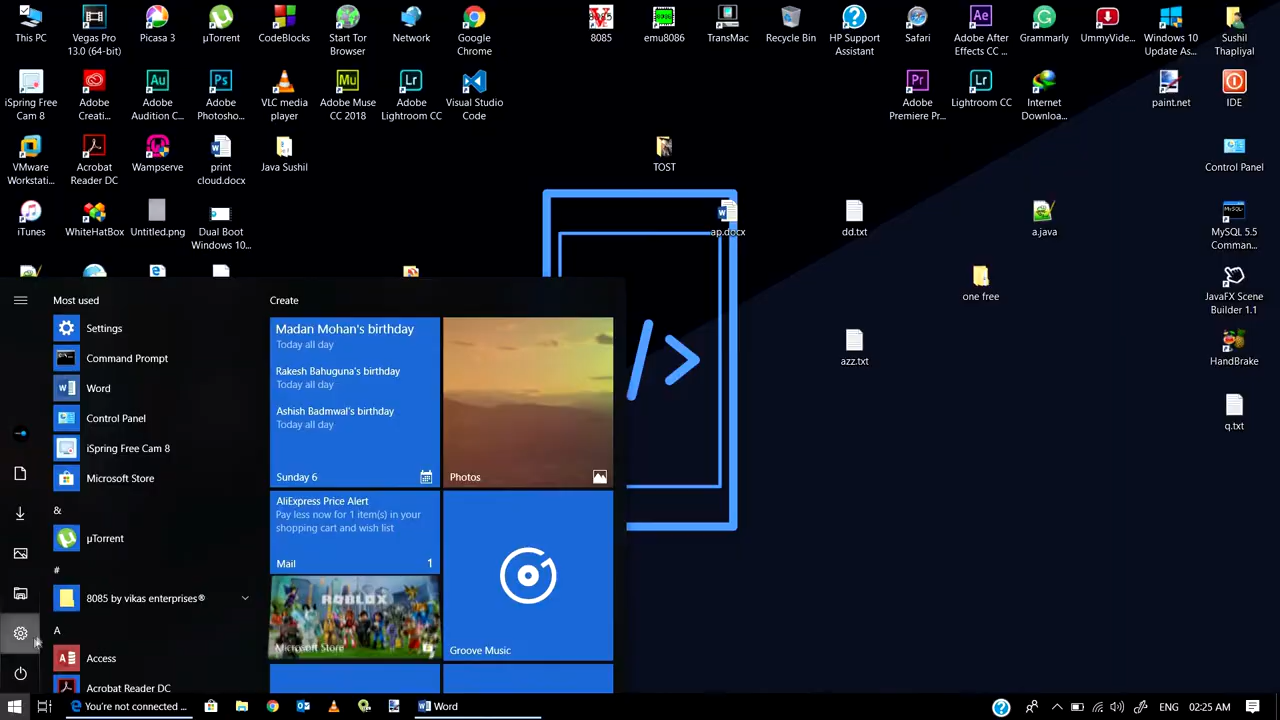 This PC
Vegas Pro
13.0 (64-bit)
Picasa 3
µTorrent
CodeBlocks
Start Tor
Browser
Network
Google
Chrome
8085
emu8086
TransMac
Recycle Bin
HP Support
Assistant
Safari
Adobe After
Effects CC ...
Grammarly
UmmyVide...
Windows 10
Update As...
Sushil
Thapliyal
iSpring Free
Cam 8
Adobe
Creati...
Adobe
Audition C...
Adobe
Photosho...
VLC media
player
Adobe Muse
CC 2018
Adobe
Lightroom CC
Visual Studio
Code
Adobe
Premiere Pr...
Lightroom CC
Internet
Downloa...
paint.net
IDE
VMware
Workstati...
Acrobat
Reader DC
Wampserve
print
cloud.docx
Java Sushil
TOST
Control Panel
iTunes
WhiteHatBox
Untitled.png
Dual Boot
Windows 10...
ap.docx
dd.txt
a.java
MySQL 5.5
Comman...
one free
JavaFX Scene
Builder 1.1
azz.txt
HandBrake
q.txt
Most used
Settings
Command Prompt
Word
Control Panel
iSpring Free Cam 8
Microsoft Store
&
µTorrent
#
8085 by vikas enterprises®
A
Access
Acrobat Reader DC
Create
Madan Mohan's birthday
Today all day
Rakesh Bahuguna's birthday
Today all day
Ashish Badmwal's birthday
Today all day
Sunday 6
Photos
AliExpress Price Alert
Pay less now for 1 item(s) in your
shopping cart and wish list
Mail 1
ROBLOX
Microsoft Store
Groove Music
You're not connected ...
Word
ENG
02:25 AM